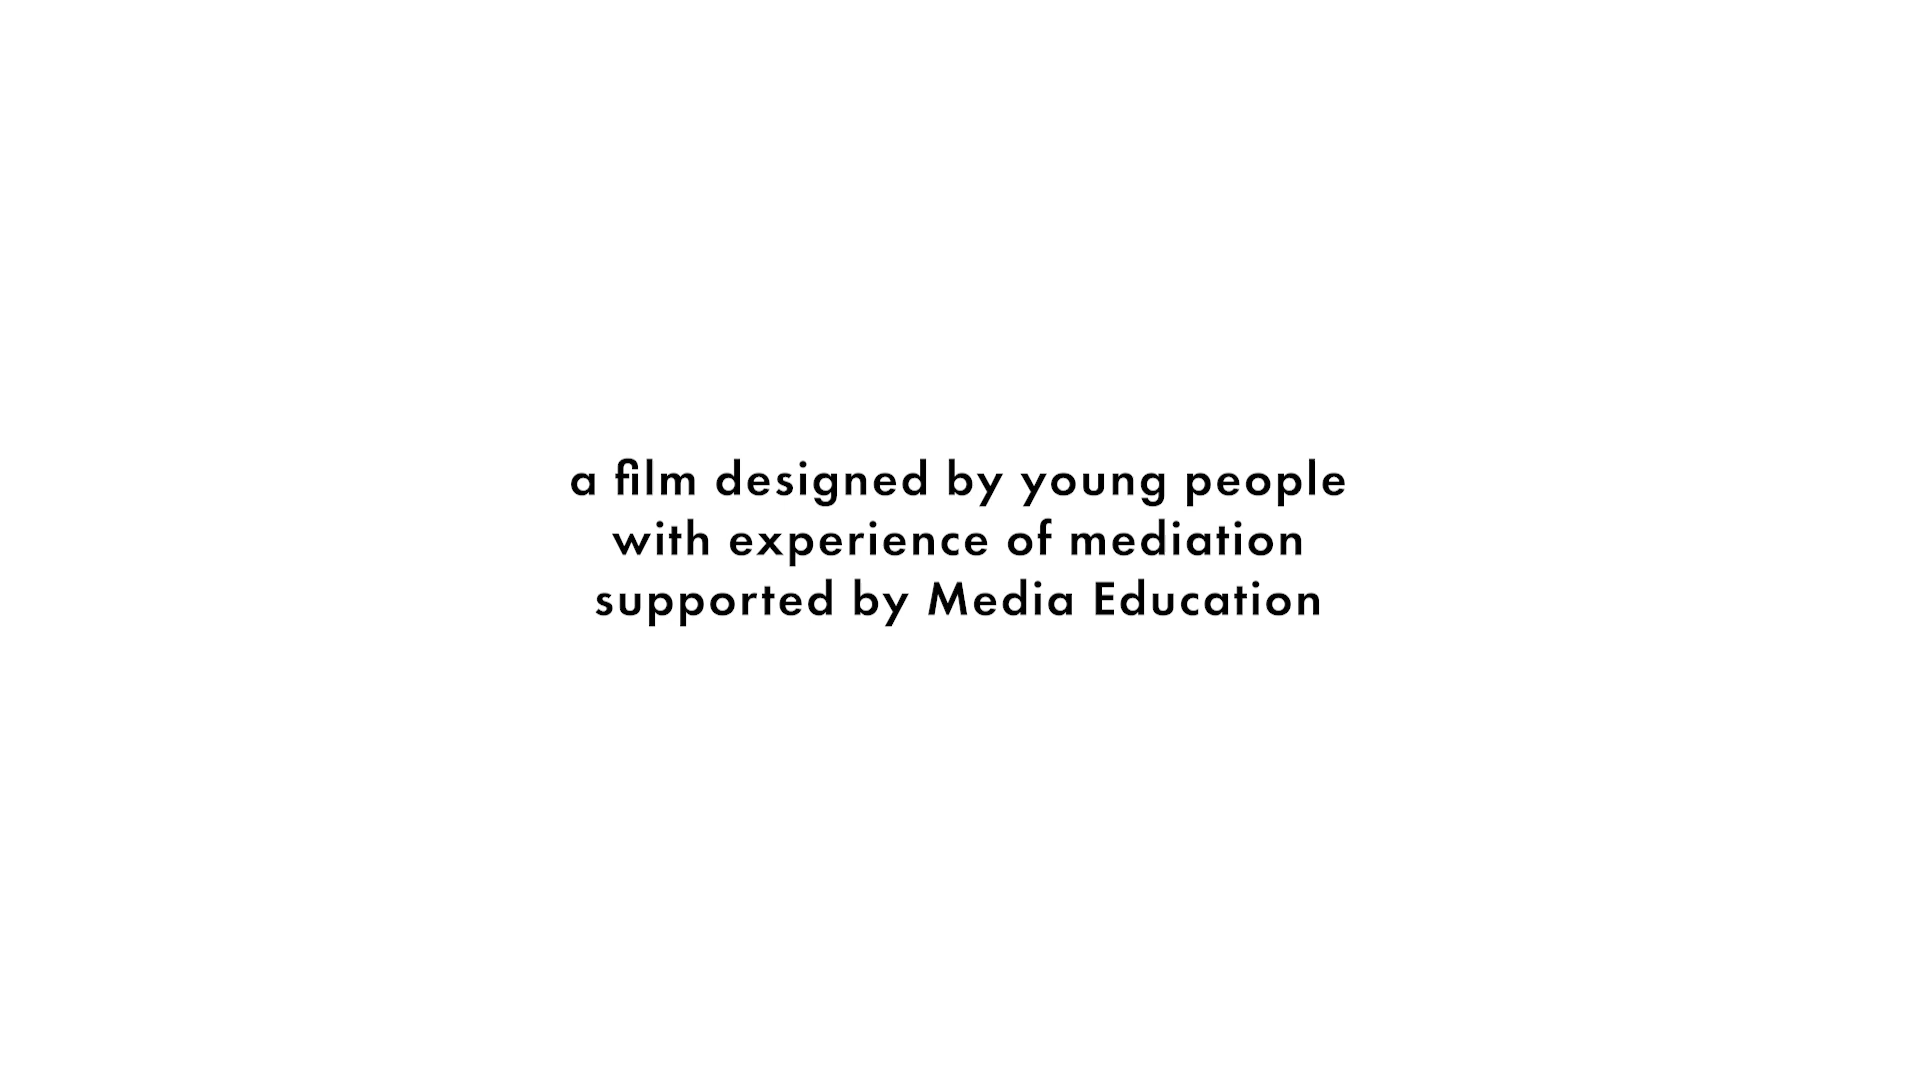 a film designed by young people
with experience of mediation
supported by Media Education